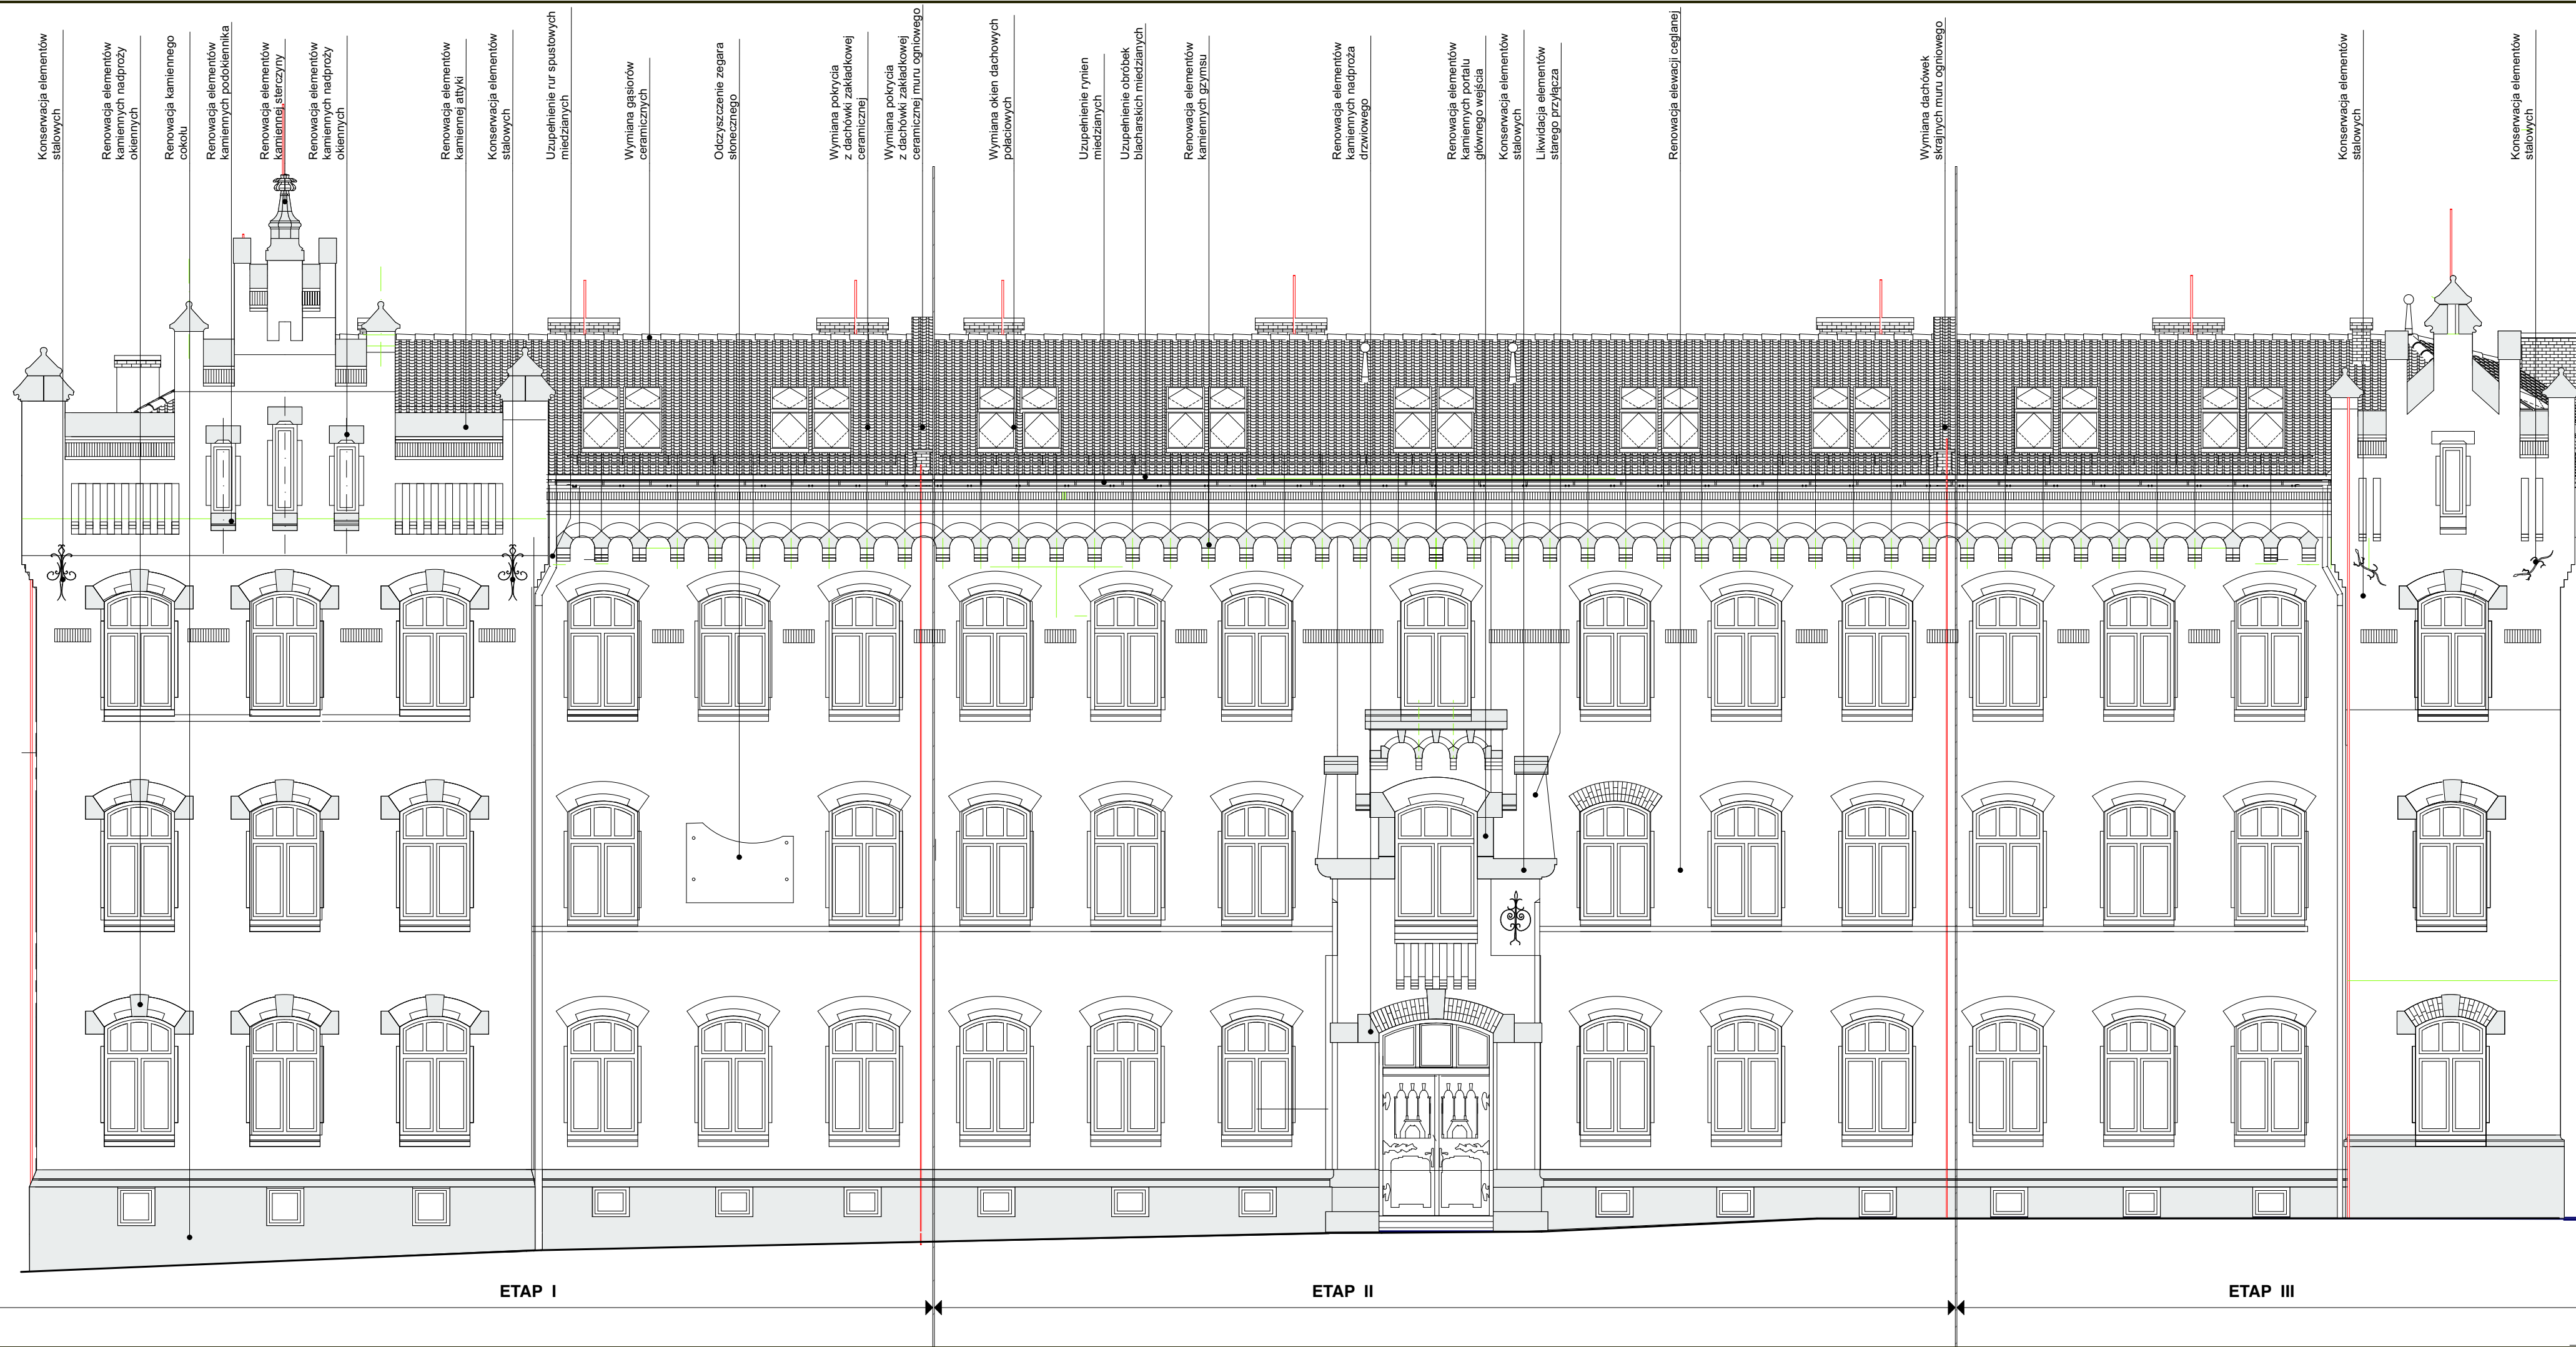 Konserwacja elementów
stalowych
Renowacja elementów
kamiennych nadproży
okiennych
Renowacja kamiennego
cokołu
Renowacja elementów
kamiennych podokiennika
Renowacja elementów
kamiennej sterczyny
Renowacja elementów
kamiennych nadproży
okiennych
Renowacja elementów
kamiennej attyki
Konserwacja elementów
stalowych
Uzupełnienie rur spustowych
miedzianych
Wymiana gąsiorów
ceramicznych
Odczyszczenie zegara
słonecznego
Wymiana pokrycia
z dachówki zakładkowej
ceramicznej
Wymiana pokrycia
z dachówki zakładkowej
ceramicznej muru ogniowego
Wymiana okien dachowych
połaciowych
Uzupełnienie rynien
miedzianych
Uzupełnienie obróbek
blacharskich miedzianych
Renowacja elementów
kamiennych gzymsu
Renowacja elementów
kamiennych nadproża
drzwiowego
Renowacja elementów
kamiennych portalu
głównego wejścia
Konserwacja elementów
stalowych
Likwidacja elementów
starego przyłącza
Renowacja elewacji ceglanej
Wymiana dachówek
skrajnych muru ogniowego
Konserwacja elementów
stalowych
Konserwacja elementów
stalowych
ETAP I
ETAP II
ETAP III